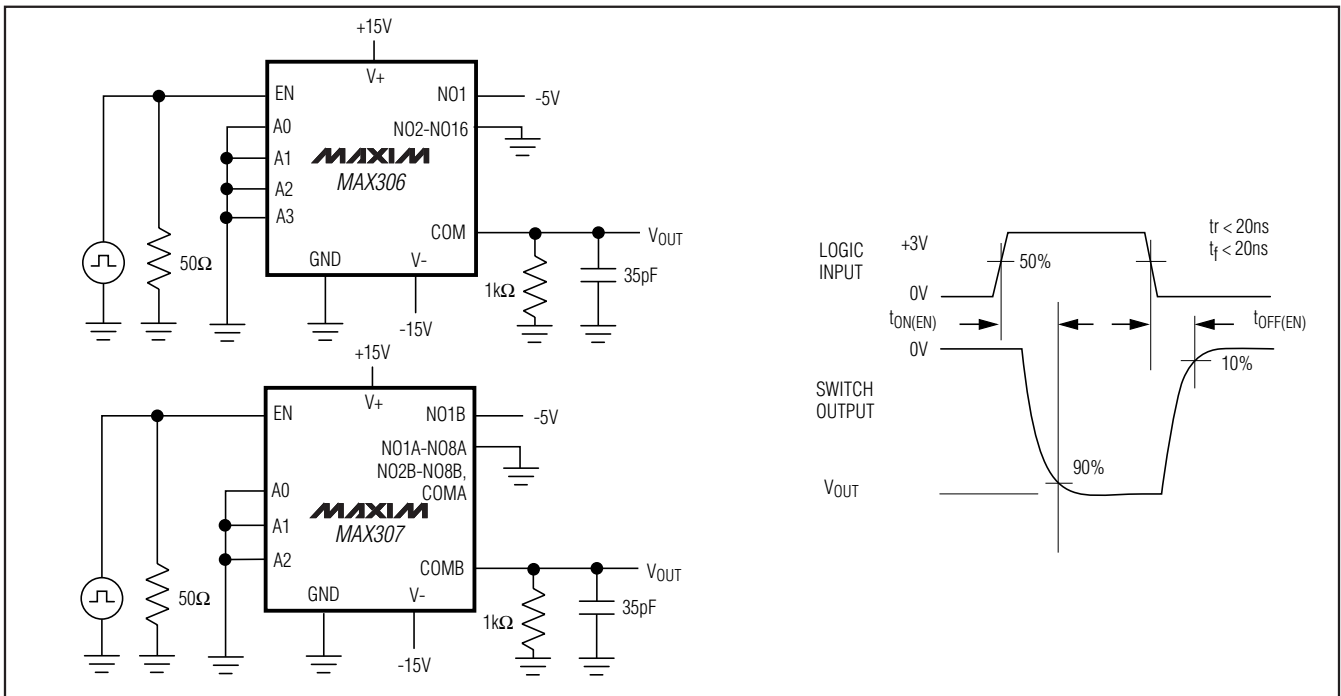 +15V
V+
EN
NO1
-5V
A0
NO2-NO16
A1
MAXIM
MAX306
A2
A3
COM
VOUT
50Ω
GND
V-
1kΩ
35pF
-15V
+15V
V+
EN
NO1B
-5V
NO1A-NO8A
NO2B-NO8B,
COMA
A0
MAXIM
MAX307
A1
A2
COMB
VOUT
50Ω
GND
V-
1kΩ
35pF
-15V
LOGIC
INPUT
+3V
50%
tr < 20ns
tf < 20ns
0V
tON(EN)
tOFF(EN)
0V
10%
SWITCH
OUTPUT
90%
VOUT